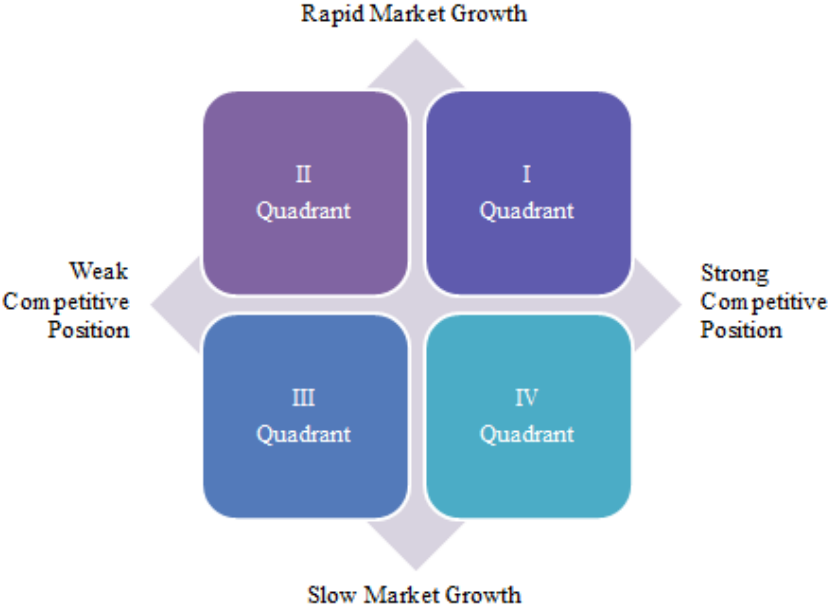 Rapid Market Growth
II
Quadrant
I
Quadrant
Weak
Competitive
Position
Strong
Competitive
Position
III
Quadrant
IV
Quadrant
Slow Market Growth